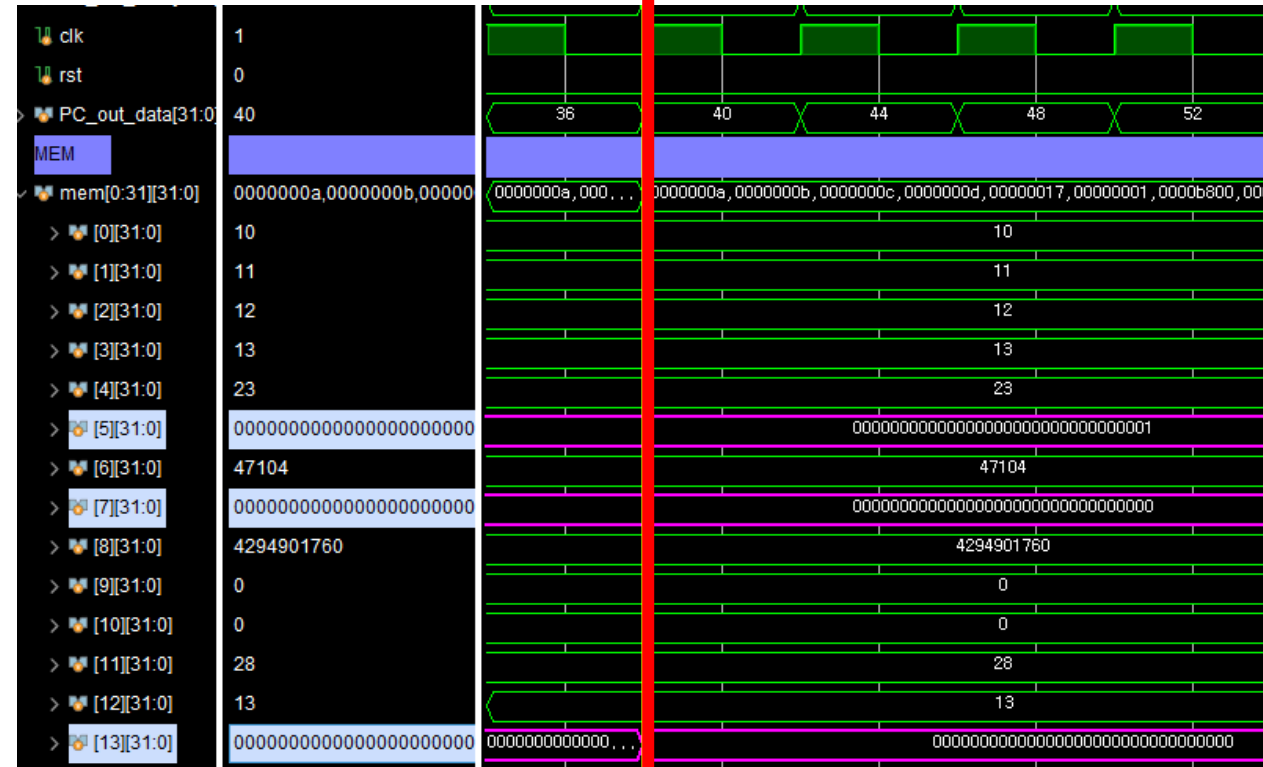 clk 1
rst 0
PC_out_data[31:0] 40 36 40 44 48 52
MEM
mem[0:31][31:0] 0000000a,0000000b,00000 0000000a,000... 0000000a,0000000b,0000000c,0000000d,00000017,00000001,0000b800,00
[0][31:0] 10 10
[1][31:0] 11 11
[2][31:0] 12 12
[3][31:0] 13 13
[4][31:0] 23 23
[5][31:0] 00000000000000000000000 00000000000000000000000000000001
[6][31:0] 47104 47104
[7][31:0] 00000000000000000000000 00000000000000000000000000000000
[8][31:0] 4294901760 4294901760
[9][31:0] 0 0
[10][31:0] 0 0
[11][31:0] 28 28
[12][31:0] 13 13
[13][31:0] 00000000000000000000000 0000000000000... 00000000000000000000000000000000